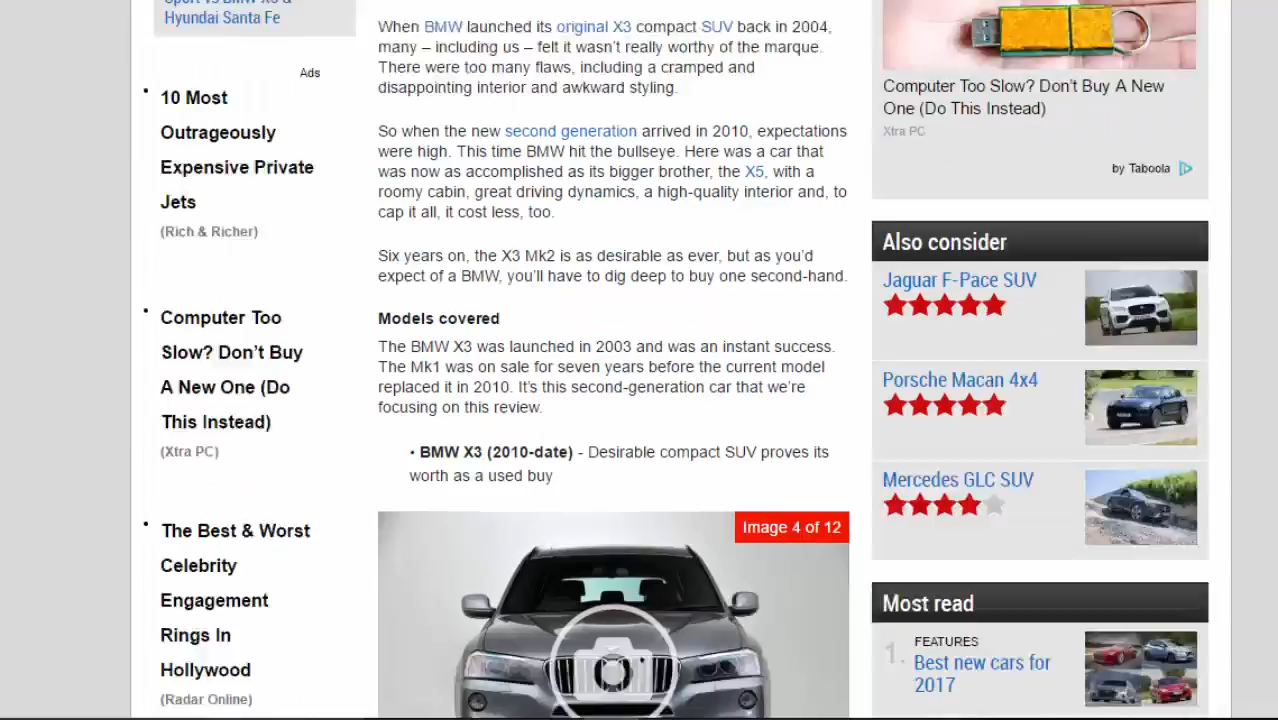 Sport vs BMW X3 &
Hyundai Santa Fe
Ads
10 Most
Outrageously
Expensive Private
Jets
(Rich & Richer)
Computer Too
Slow? Don't Buy
A New One (Do
This Instead)
(Xtra PC)
The Best & Worst
Celebrity
Engagement
Rings In
Hollywood
(Radar Online)
When BMW launched its original X3 compact SUV back in 2004,
many – including us – felt it wasn't really worthy of the marque.
There were too many flaws, including a cramped and
disappointing interior and awkward styling.
So when the new second generation arrived in 2010, expectations
were high. This time BMW hit the bullseye. Here was a car that
was now as accomplished as its bigger brother, the X5, with a
roomy cabin, great driving dynamics, a high-quality interior and, to
cap it all, it cost less, too.
Six years on, the X3 Mk2 is as desirable as ever, but as you'd
expect of a BMW, you'll have to dig deep to buy one second-hand.
Models covered
The BMW X3 was launched in 2003 and was an instant success.
The Mk1 was on sale for seven years before the current model
replaced it in 2010. It's this second-generation car that we're
focusing on this review.
• BMW X3 (2010-date) - Desirable compact SUV proves its
worth as a used buy
Image 4 of 12
Computer Too Slow? Don't Buy A New
One (Do This Instead)
Xtra PC
by Taboola
Also consider
Jaguar F-Pace SUV
Porsche Macan 4x4
Mercedes GLC SUV
Most read
1.
FEATURES
Best new cars for
2017